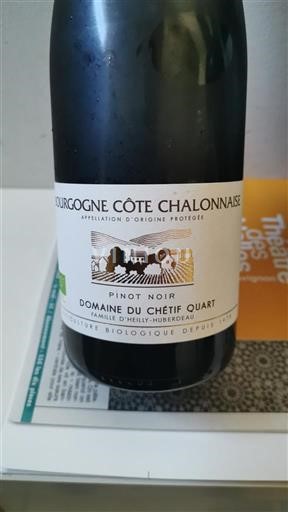 BOURGOGNE CÔTE CHALONNAISE
APPELLATION D'ORIGINE PROTÉGÉE
PINOT NOIR
DOMAINE DU CHÉTIF QUART
FAMILLE D'HEILLY-HUBERDEAU
CULTURE BIOLOGIQUE DEPUIS
Théâtre
des